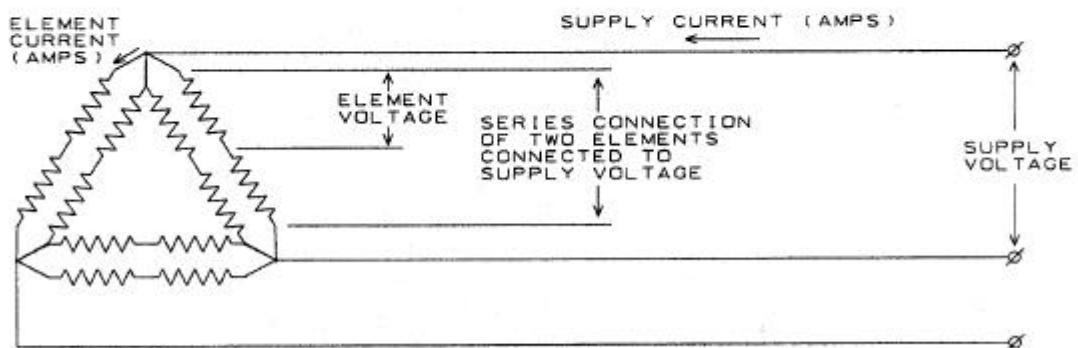 ELEMENT
CURRENT
(AMPS)
SUPPLY CURRENT (AMPS)
ELEMENT
VOLTAGE
SERIES CONNECTION
OF TWO ELEMENTS
CONNECTED TO
SUPPLY VOLTAGE
SUPPLY
VOLTAGE